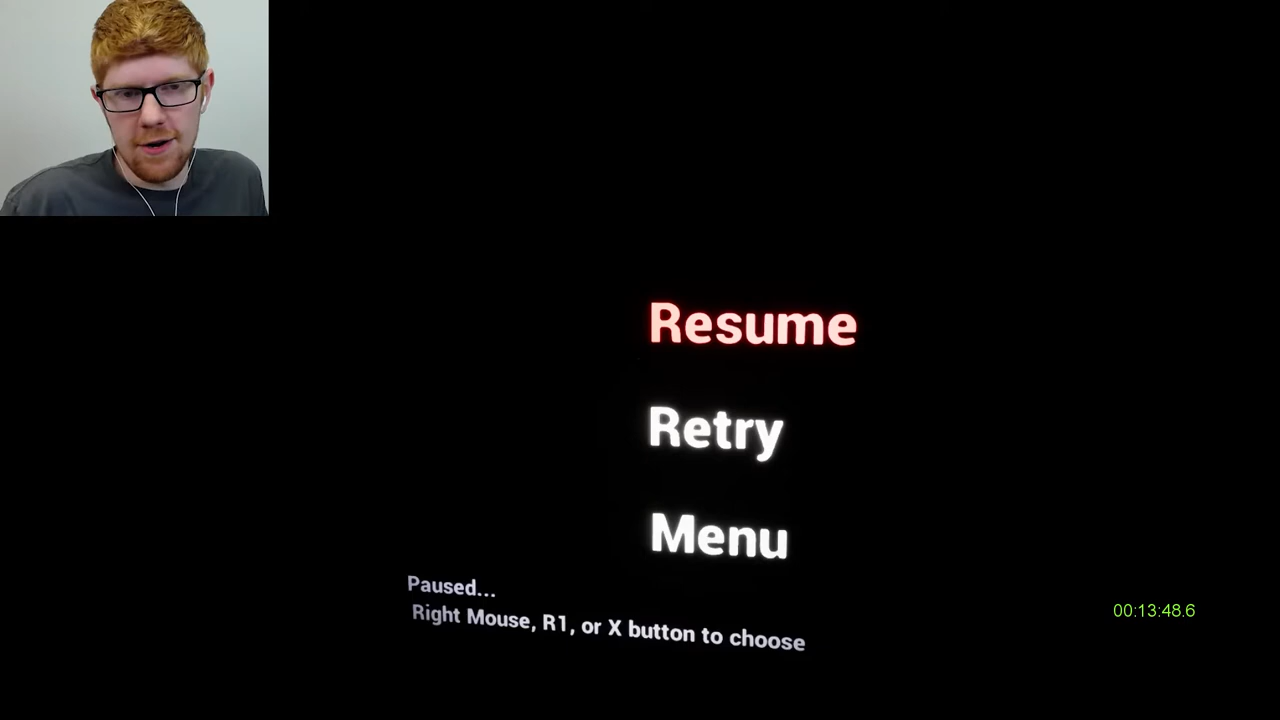 Resume
Retry
Menu
Paused...
Right Mouse, R1, or X button to choose
00:13:48.6